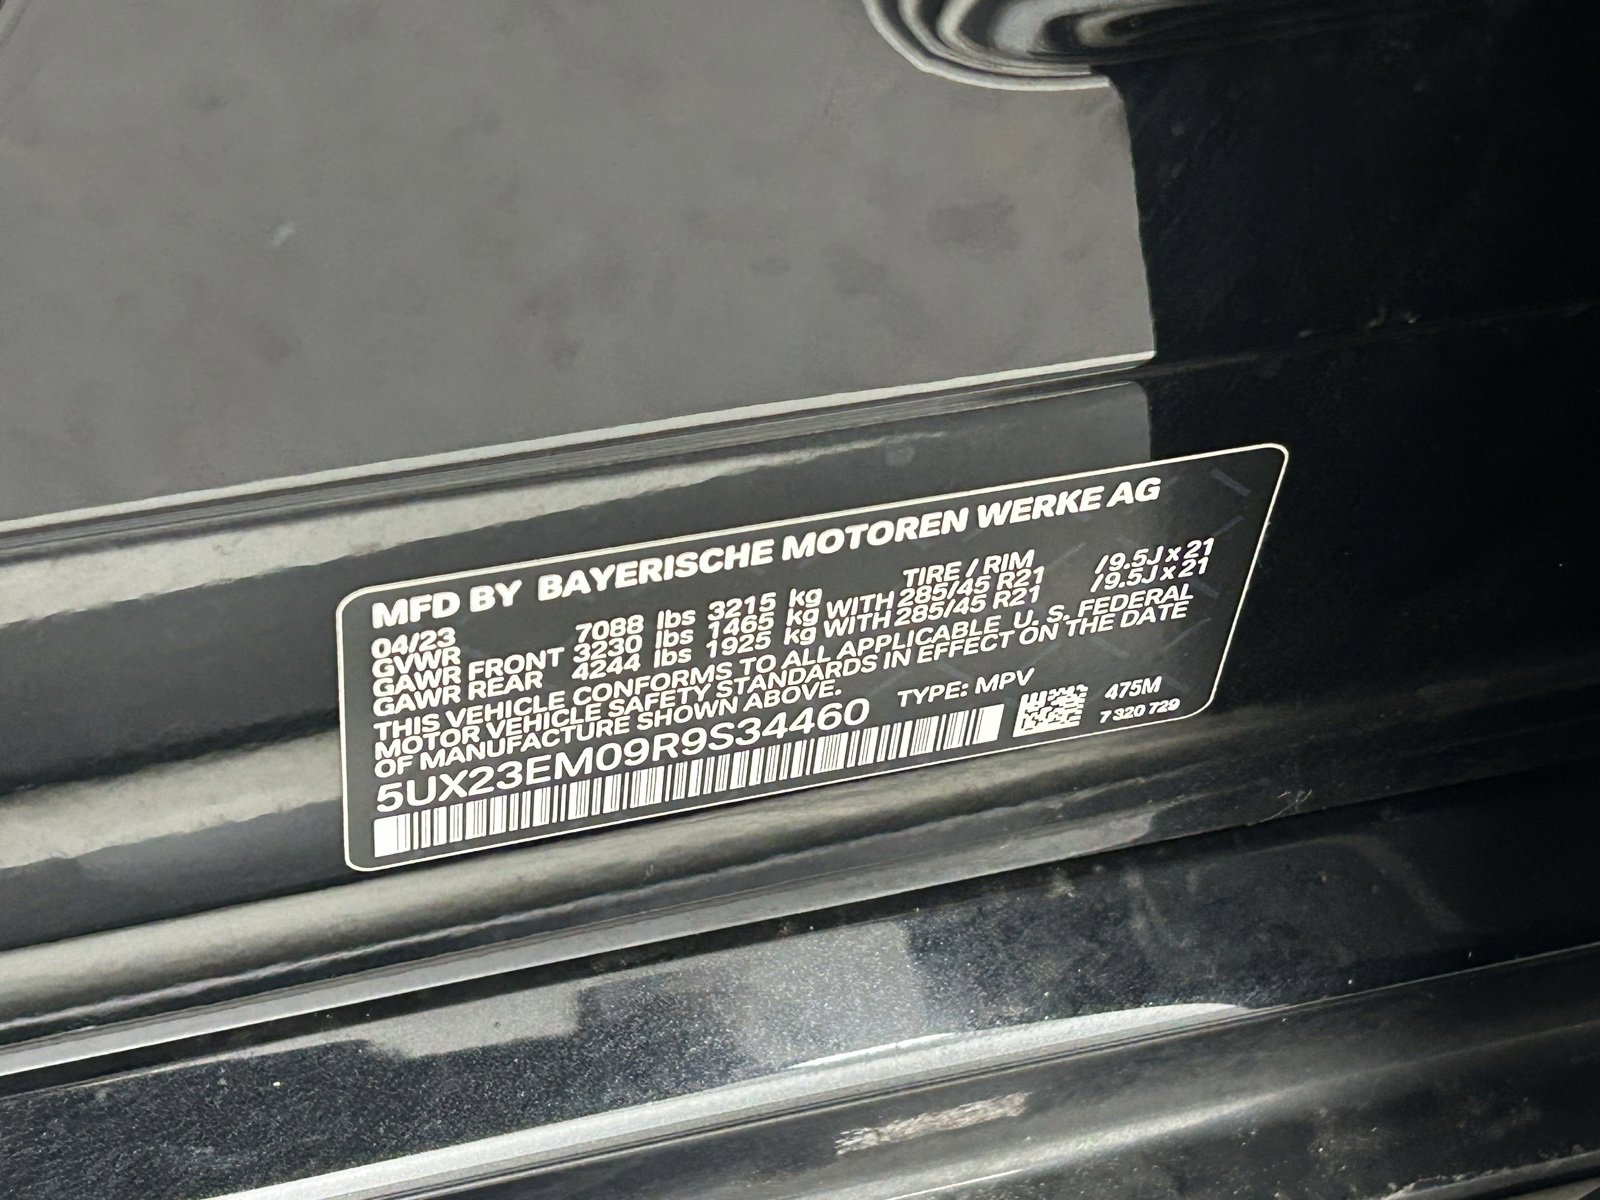 MFD BY BAYERISCHE MOTOREN WERKE AG
04/23 TIRE / RIM
GVWR 7088 lbs 3215 kg
GAWR FRONT 3230 lbs 1465 kg WITH 285/45 R21 /9.5J x 21
GAWR REAR 4244 lbs 1925 kg WITH 285/45 R21 /9.5J x 21
THIS VEHICLE CONFORMS TO ALL APPLICABLE U. S. FEDERAL
MOTOR VEHICLE SAFETY STANDARDS IN EFFECT ON THE DATE
OF MANUFACTURE SHOWN ABOVE.
5UX23EM09R9S34460 TYPE: MPV
475M
7 320 729